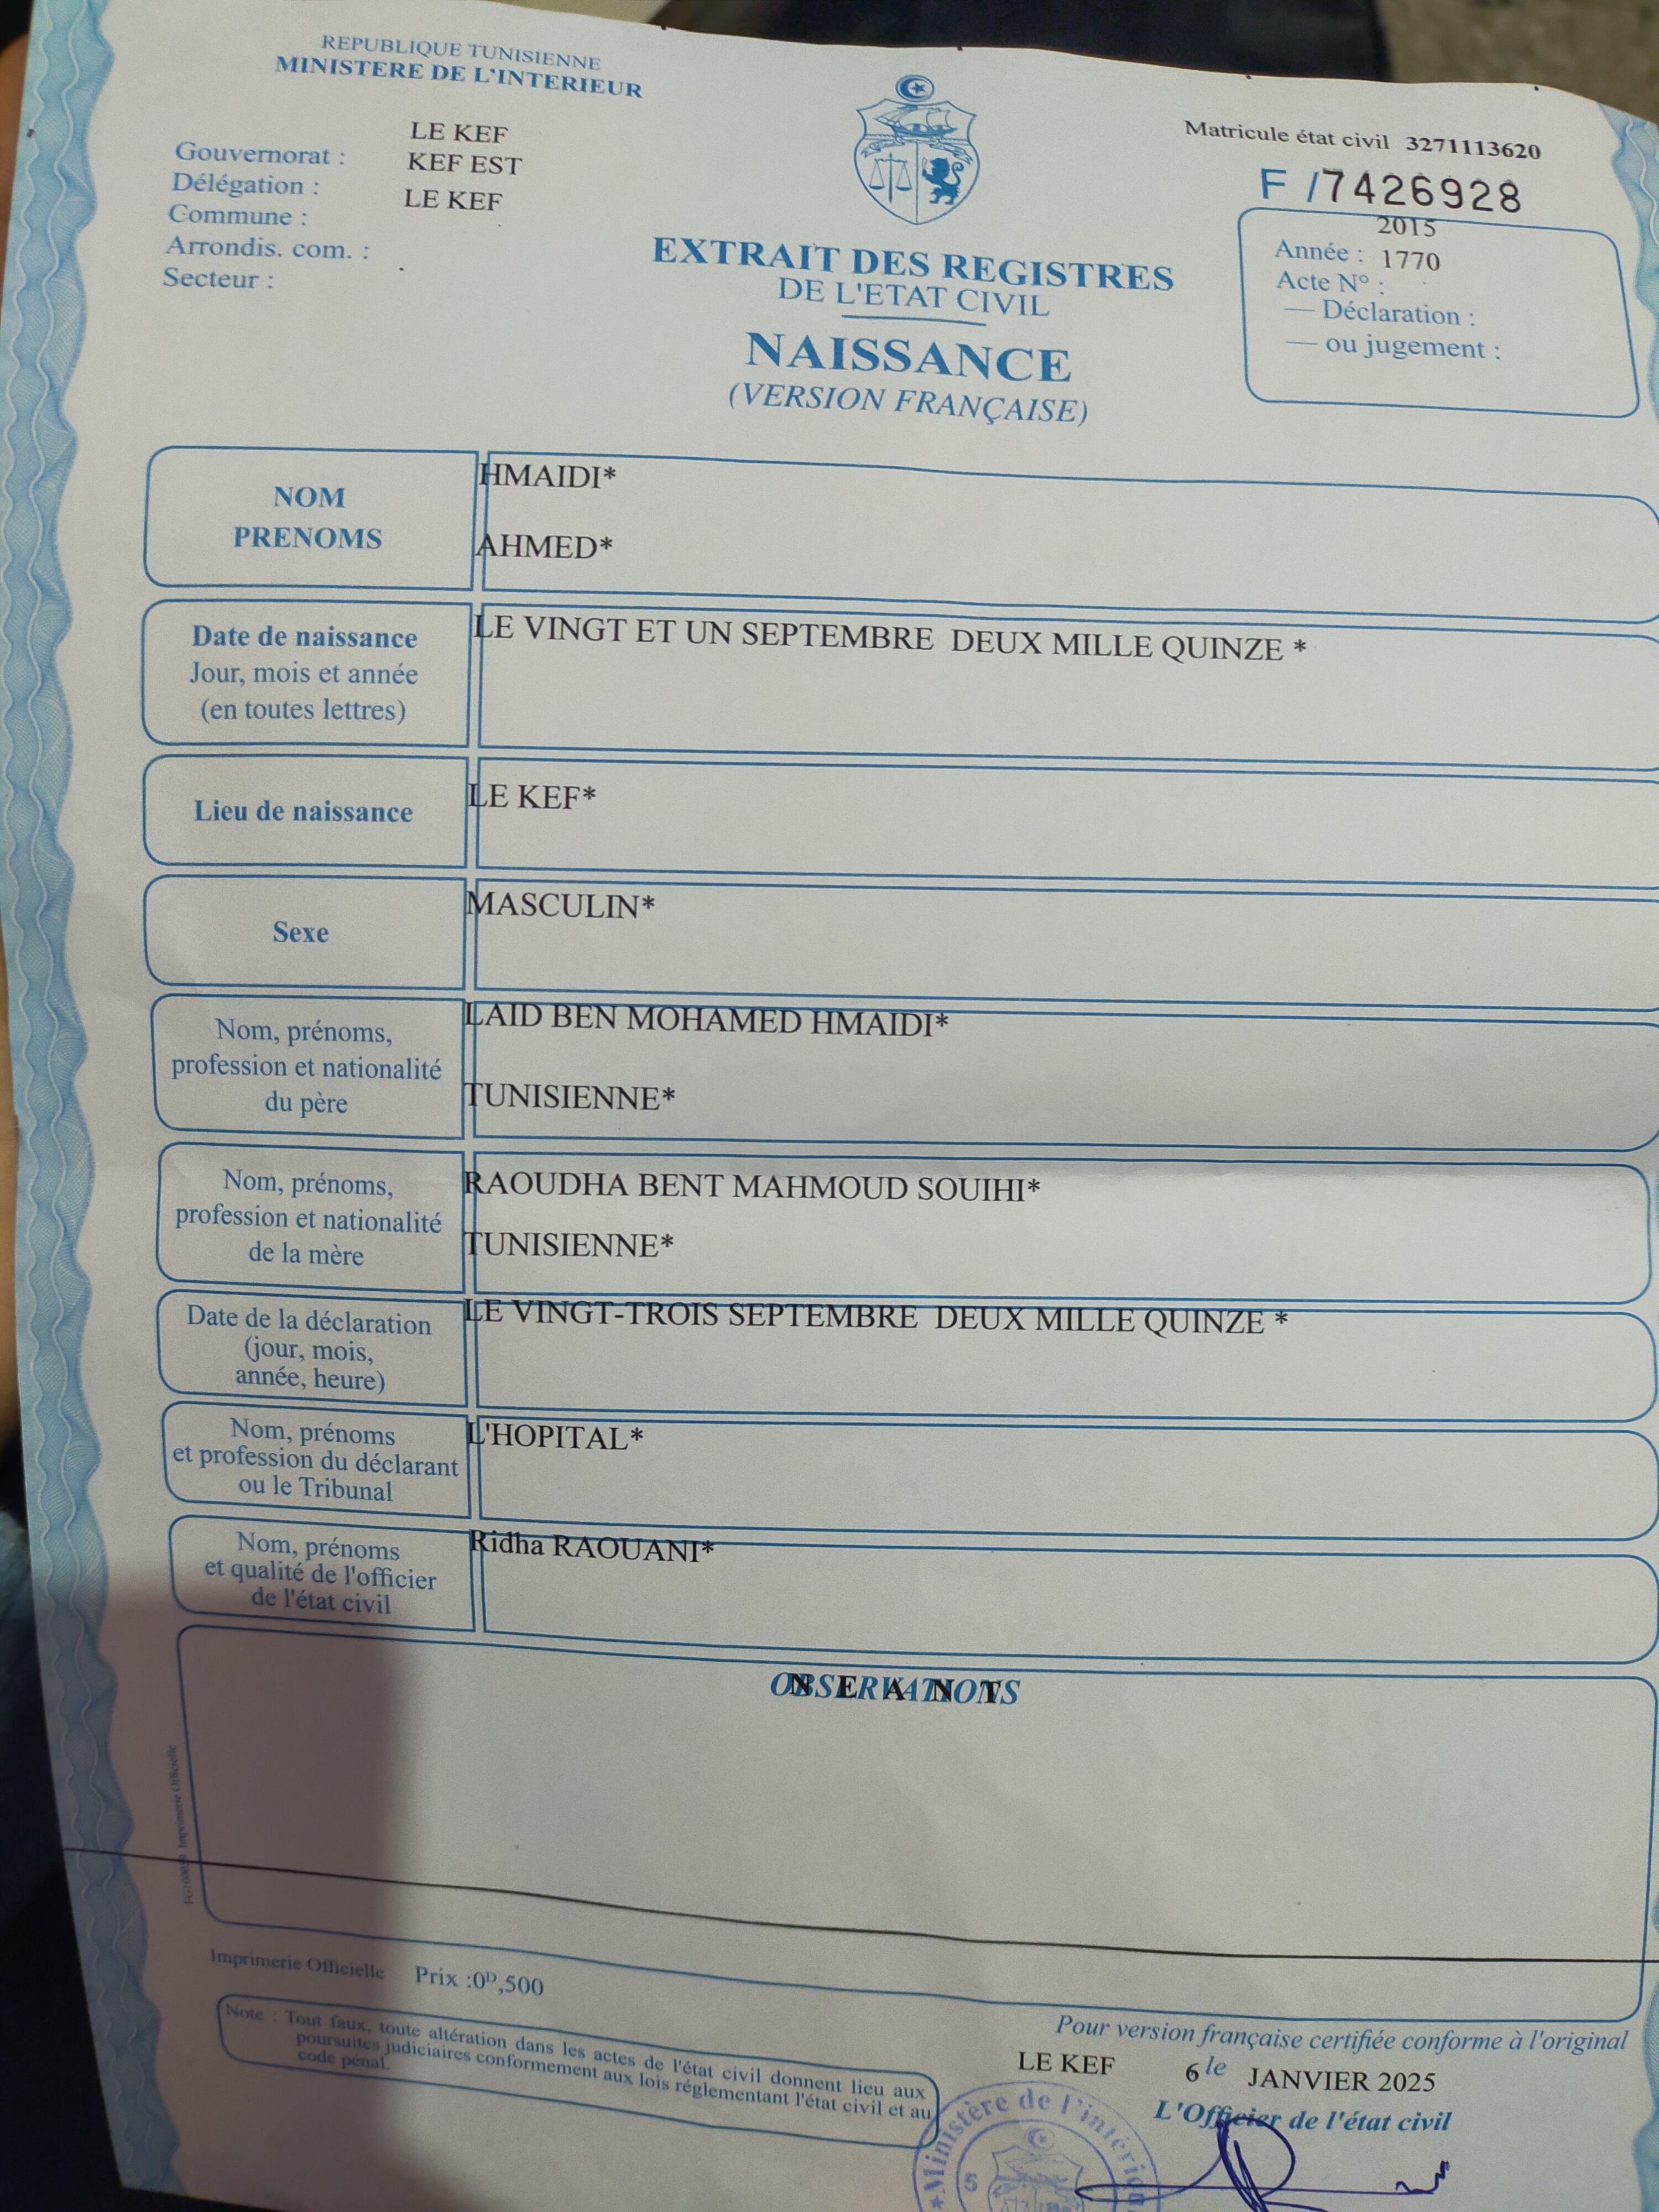 REPUBLIQUE TUNISIENNE
MINISTERE DE L'INTERIEUR
LE KEF
Gouvernorat :
KEF EST
Délégation :
LE KEF
Commune :
Arrondis. com. :
Secteur :
Matricule état civil 3271113620
F /7426928
2015
Année :
1770
Acte N° :
— Déclaration :
— ou jugement :
EXTRAIT DES REGISTRES
DE L'ETAT CIVIL
NAISSANCE
(VERSION FRANÇAISE)
NOM
PRENOMS
HMAIDI*
AHMED*
Date de naissance
Jour, mois et année
(en toutes lettres)
LE VINGT ET UN SEPTEMBRE DEUX MILLE QUINZE *
Lieu de naissance
LE KEF*
Sexe
MASCULIN*
Nom, prénoms,
profession et nationalité
du père
LAID BEN MOHAMED HMAIDI*
TUNISIENNE*
Nom, prénoms,
profession et nationalité
de la mère
RAOUDHA BENT MAHMOUD SOUIHI*
TUNISIENNE*
Date de la déclaration
(jour, mois,
année, heure)
LE VINGT-TROIS SEPTEMBRE DEUX MILLE QUINZE *
Nom, prénoms
et profession du déclarant
ou le Tribunal
L'HOPITAL*
Nom, prénoms
et qualité de l'officier
de l'état civil
Ridha RAOUANI*
OBSERVATIONS
N E A N T
Imprimerie Officielle
Imprimerie Officielle Prix :0ᴰ,500
Note : Tout faux, toute altération dans les actes de l'état civil donnent lieu aux
poursuites judiciaires conformement aux lois réglementant l'état civil et au
code pénal.
Pour version française certifiée conforme à l'original
LE KEF 6 le JANVIER 2025
L'Officier de l'état civil
Ministère de l'intérieur
5